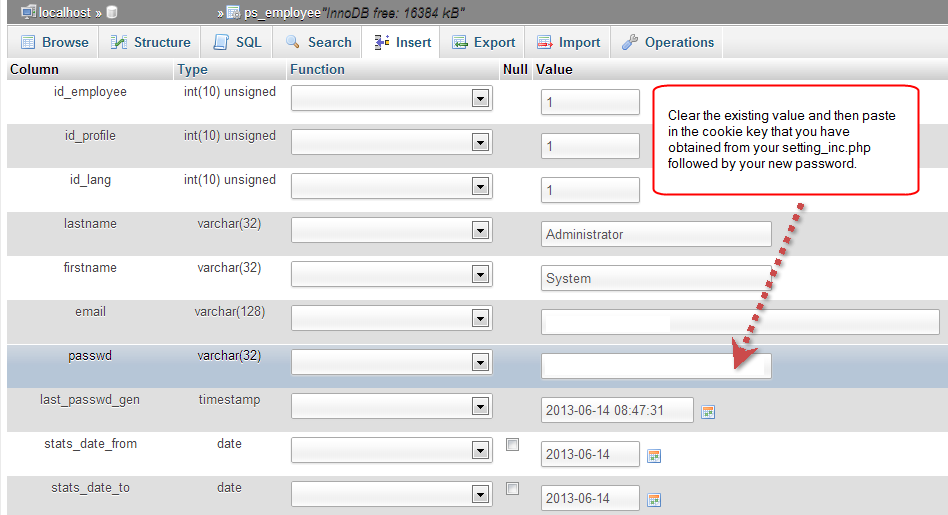 localhost » » ps_employee"InnoDB free: 16384 kB"
Browse Structure SQL Search Insert Export Import Operations
Column Type Function Null Value
id_employee int(10) unsigned 1
id_profile int(10) unsigned 1
id_lang int(10) unsigned 1
Clear the existing value and then paste
in the cookie key that you have
obtained from your setting_inc.php
followed by your new password.
lastname varchar(32) Administrator
firstname varchar(32) System
email varchar(128)
passwd varchar(32)
last_passwd_gen timestamp 2013-06-14 08:47:31
stats_date_from date 2013-06-14
stats_date_to date 2013-06-14